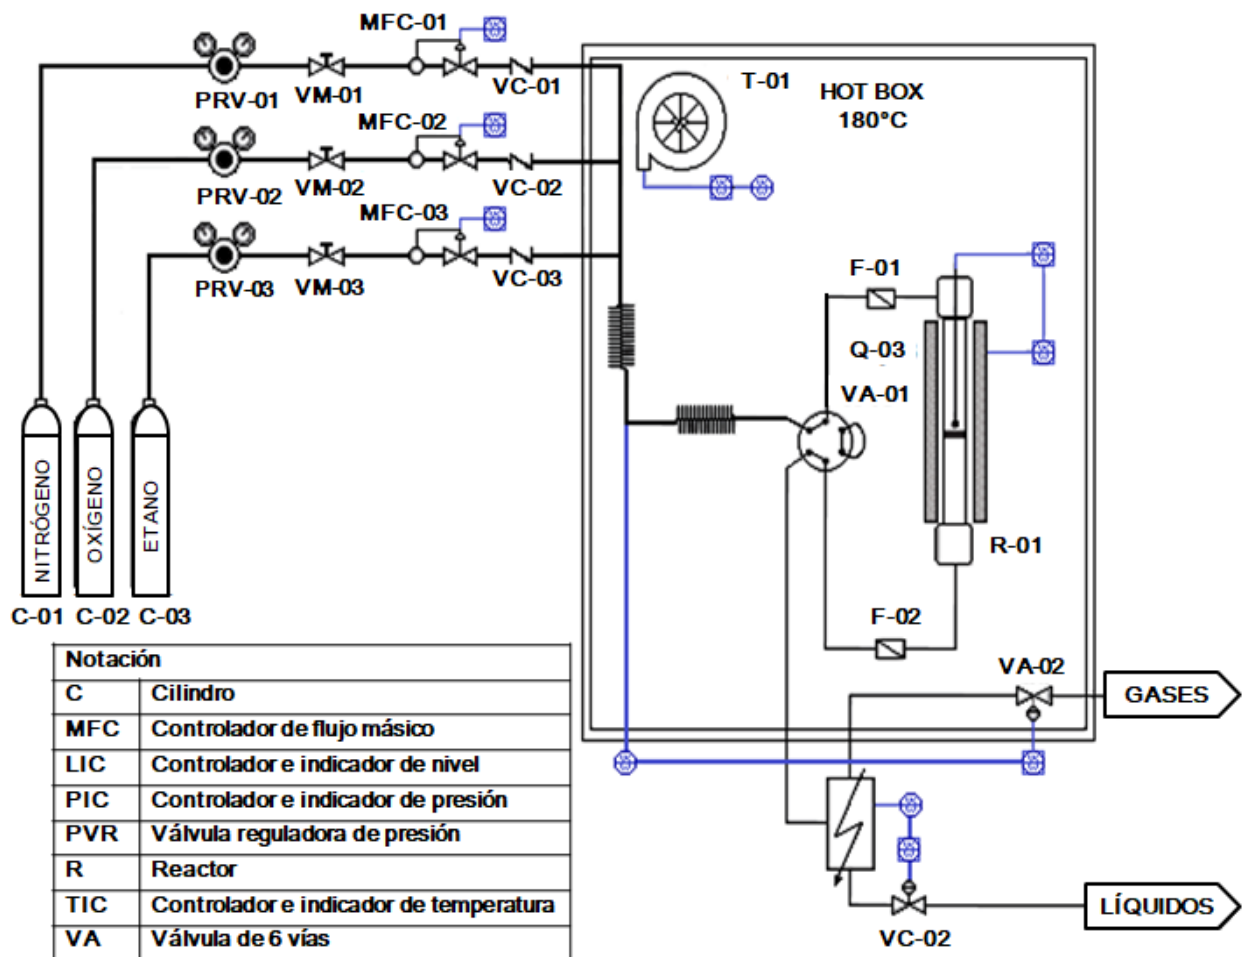 MFC-01
PRV-01
VM-01
VC-01
T-01
HOT BOX
180°C
MFC-02
PRV-02
VM-02
VC-02
MFC-03
PRV-03
VM-03
VC-03
F-01
Q-03
VA-01
NITRÓGENO
OXÍGENO
ETANO
R-01
C-01
C-02
C-03
F-02
VA-02
GASES
Notación
C Cilindro
MFC Controlador de flujo másico
LIC Controlador e indicador de nivel
PIC Controlador e indicador de presión
PVR Válvula reguladora de presión
R Reactor
TIC Controlador e indicador de temperatura
VA Válvula de 6 vías
LÍQUIDOS
VC-02